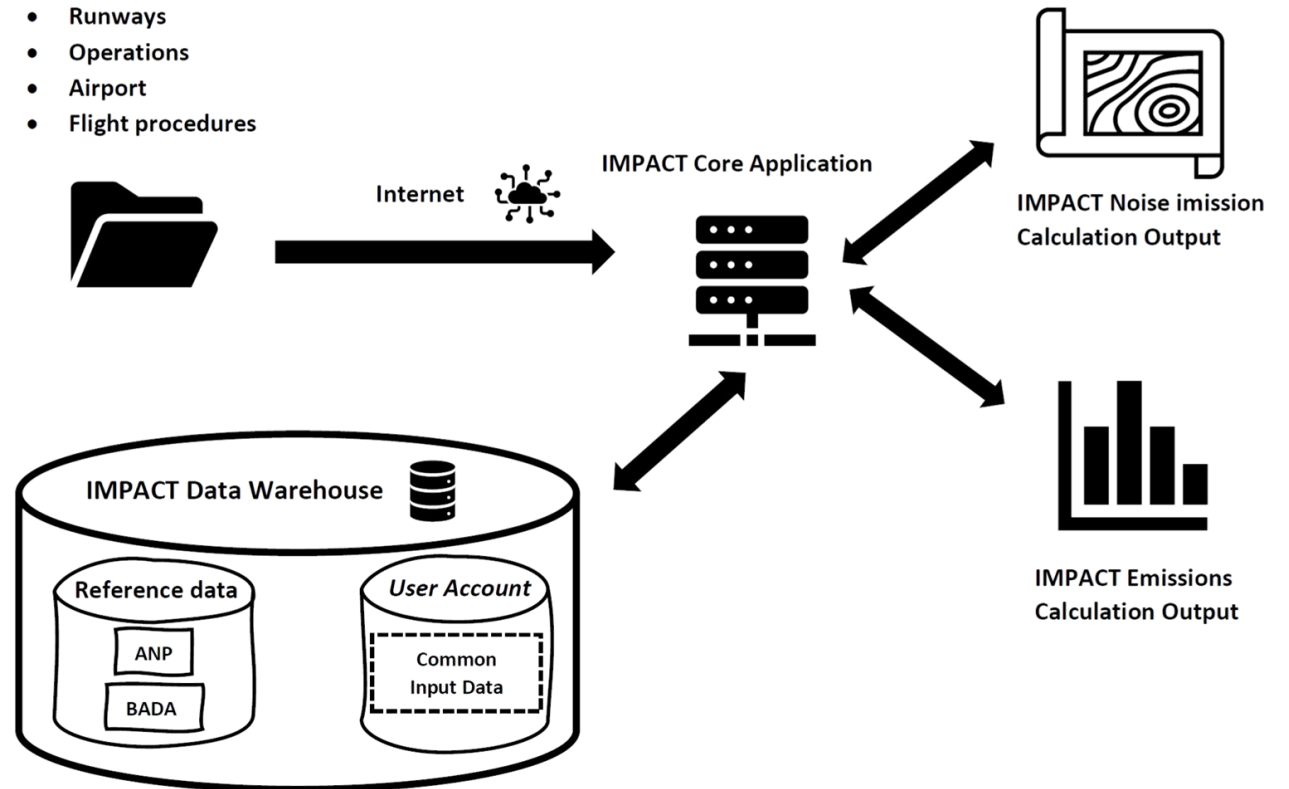 • Runways
• Operations
• Airport
• Flight procedures
Internet
IMPACT Core Application
IMPACT Noise imission
Calculation Output
IMPACT Data Warehouse
Reference data
ANP
BADA
User Account
Common
Input Data
IMPACT Emissions
Calculation Output